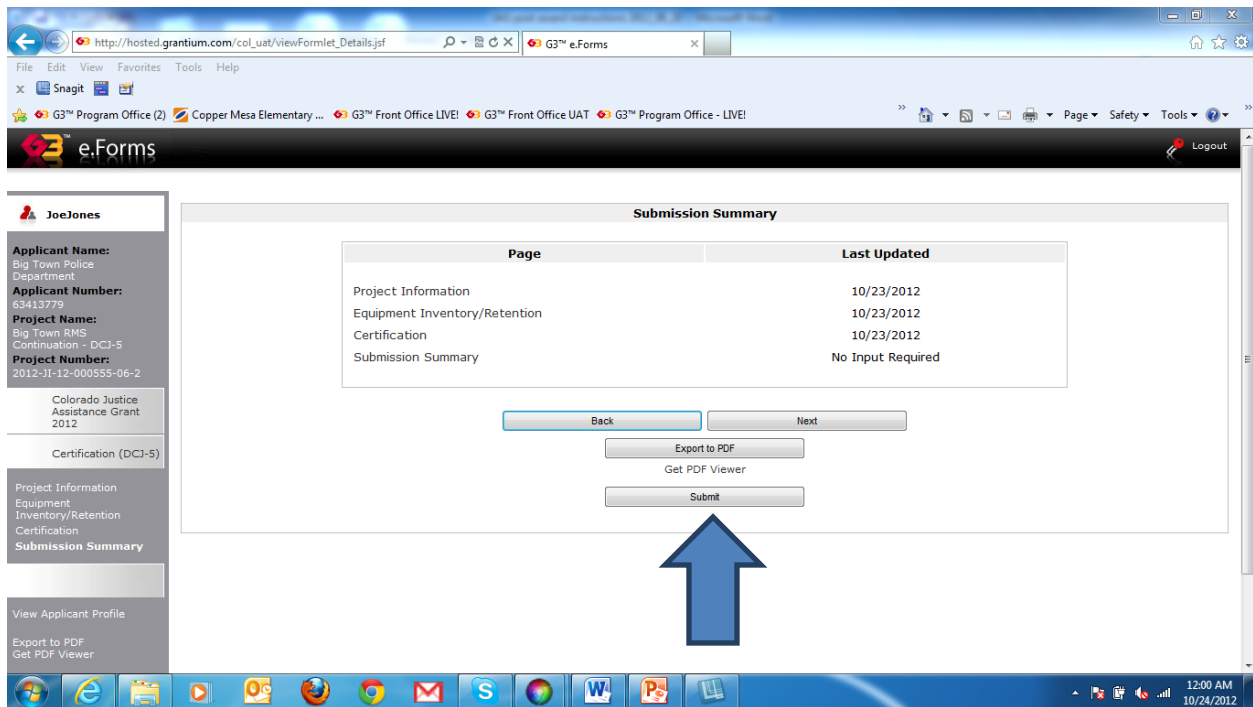 http://hosted.grantium.com/col_uat/viewFormlet_Details.jsf
G3™ e.Forms
File Edit View Favorites Tools Help
x Snagit
G3™ Program Office (2) Copper Mesa Elementary ... G3™ Front Office LIVE! G3™ Front Office UAT G3™ Program Office - LIVE! » Page Safety Tools »
G3™ e.Forms
Logout
JoeJones
Applicant Name:
Big Town Police
Department
Applicant Number:
63413779
Project Name:
Big Town RMS
Continuation - DCJ-5
Project Number:
2012-JI-12-000555-06-2
Colorado Justice
Assistance Grant
2012
Certification (DCJ-5)
Project Information
Equipment
Inventory/Retention
Certification
Submission Summary
View Applicant Profile
Export to PDF
Get PDF Viewer
Submission Summary
Page Last Updated
Project Information 10/23/2012
Equipment Inventory/Retention 10/23/2012
Certification 10/23/2012
Submission Summary No Input Required
Back Next
Export to PDF
Get PDF Viewer
Submit
12:00 AM
10/24/2012